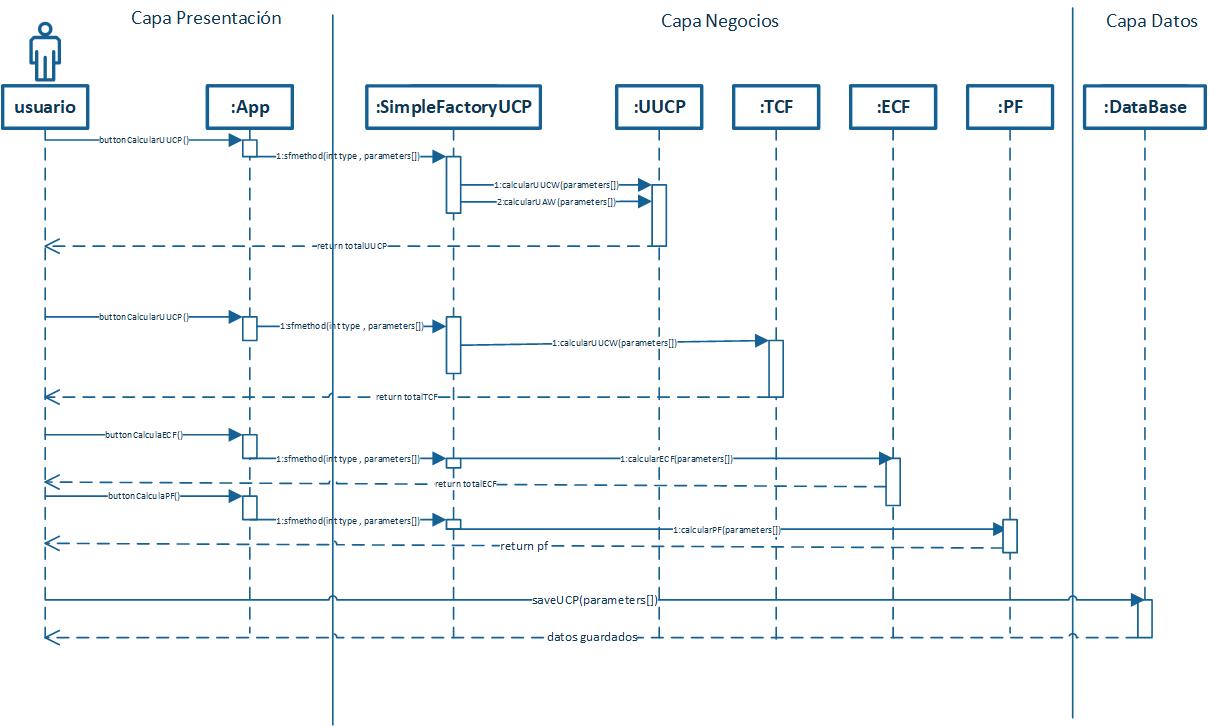 Capa Presentación
Capa Negocios
Capa Datos
usuario
:App
:SimpleFactoryUCP
:UUCP
:TCF
:ECF
:PF
:DataBase
buttonCalcularUUCP()
1:sfmethod(int type , parameters[])
1:calcularUUCW(parameters[])
2:calcularUAW(parameters[])
return totalUUCP
buttonCalcularUUCP()
1:sfmethod(int type , parameters[])
1:calcularUUCW(parameters[])
return totalTCF
buttonCalculaECF()
1:sfmethod(int type , parameters[])
1:calcularECF(parameters[])
return totalECF
buttonCalculaPF()
1:sfmethod(int type , parameters[])
1:calcularPF(parameters[])
return pf
saveUCP(parameters[])
datos guardados